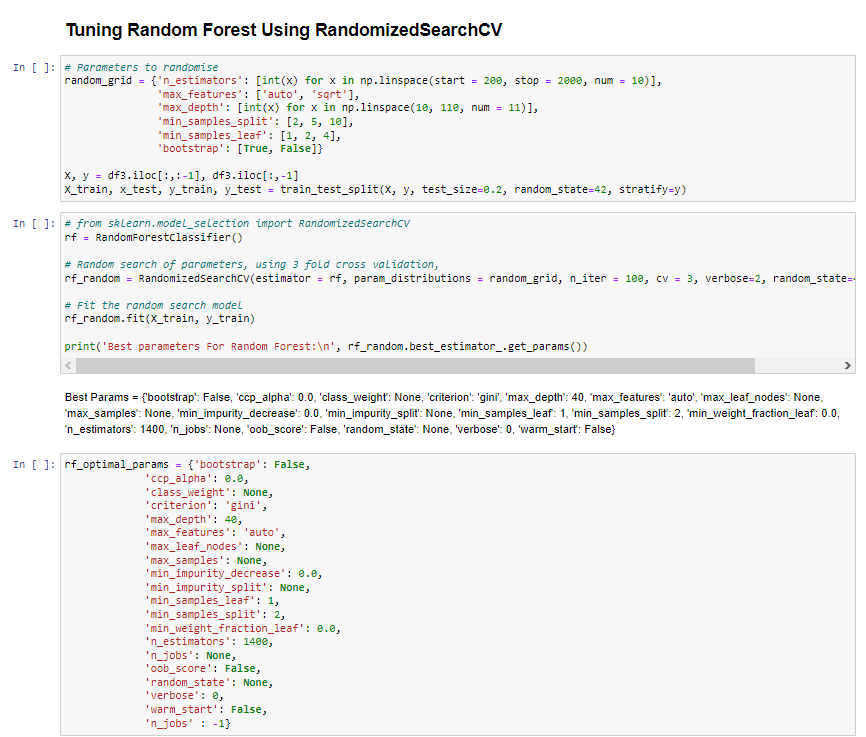 Tuning Random Forest Using RandomizedSearchCV
In [ ]: # Parameters to randomise
random_grid = {'n_estimators': [int(x) for x in np.linspace(start = 200, stop = 2000, num = 10)],
'max_features': ['auto', 'sqrt'],
'max_depth': [int(x) for x in np.linspace(10, 110, num = 11)],
'min_samples_split': [2, 5, 10],
'min_samples_leaf': [1, 2, 4],
'bootstrap': [True, False]}
X, y = df3.iloc[:,:-1], df3.iloc[:,-1]
X_train, x_test, y_train, y_test = train_test_split(X, y, test_size=0.2, random_state=42, stratify=y)
In [ ]: # from sklearn.model_selection import RandomizedSearchCV
rf = RandomForestClassifier()
# Random search of parameters, using 3 fold cross validation,
rf_random = RandomizedSearchCV(estimator = rf, param_distributions = random_grid, n_iter = 100, cv = 3, verbose=2, random_state=
# Fit the random search model
rf_random.fit(X_train, y_train)
print('Best parameters For Random Forest:\n', rf_random.best_estimator_.get_params())
Best Params = {'bootstrap': False, 'ccp_alpha': 0.0, 'class_weight': None, 'criterion': 'gini', 'max_depth': 40, 'max_features': 'auto', 'max_leaf_nodes': None,
'max_samples': None, 'min_impurity_decrease': 0.0, 'min_impurity_split': None, 'min_samples_leaf': 1, 'min_samples_split': 2, 'min_weight_fraction_leaf': 0.0,
'n_estimators': 1400, 'n_jobs': None, 'oob_score': False, 'random_state': None, 'verbose': 0, 'warm_start': False}
In [ ]: rf_optimal_params = {'bootstrap': False,
'ccp_alpha': 0.0,
'class_weight': None,
'criterion': 'gini',
'max_depth': 40,
'max_features': 'auto',
'max_leaf_nodes': None,
'max_samples': None,
'min_impurity_decrease': 0.0,
'min_impurity_split': None,
'min_samples_leaf': 1,
'min_samples_split': 2,
'min_weight_fraction_leaf': 0.0,
'n_estimators': 1400,
'n_jobs': None,
'oob_score': False,
'random_state': None,
'verbose': 0,
'warm_start': False,
'n_jobs' : -1}